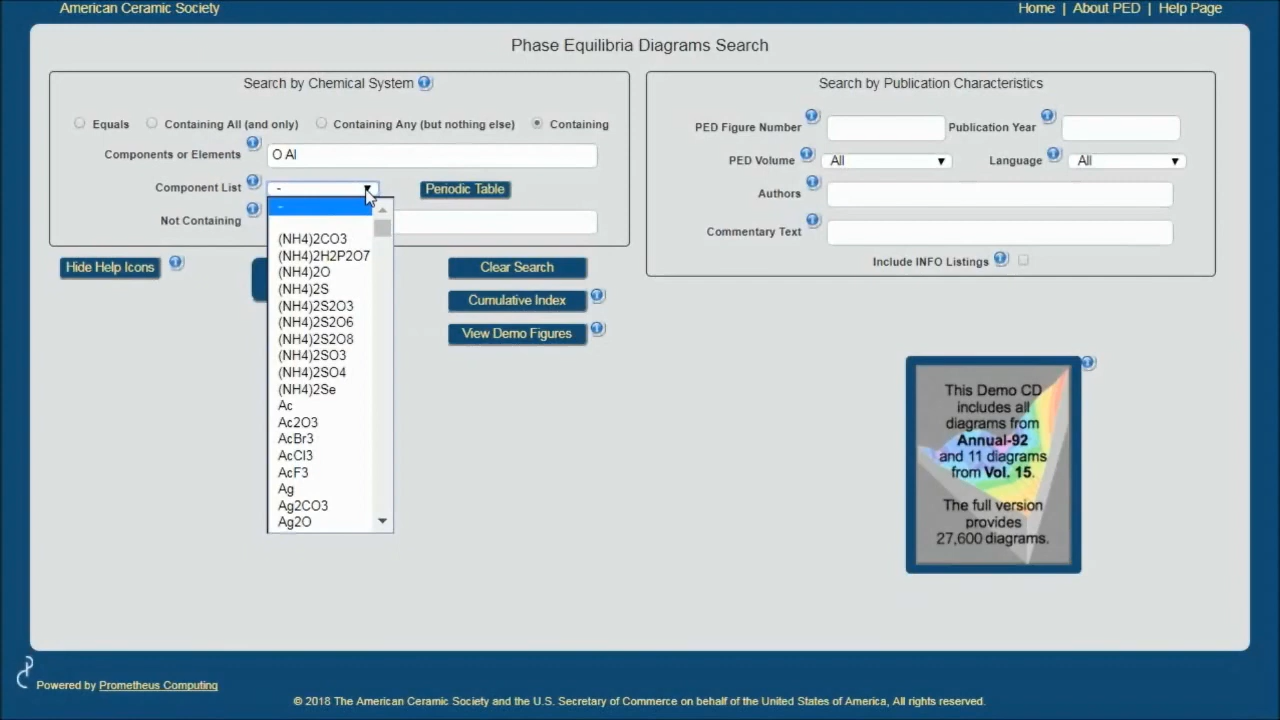 American Ceramic Society
Home | About PED | Help Page
Phase Equilibria Diagrams Search
Search by Chemical System
Equals Containing All (and only) Containing Any (but nothing else) Containing
Components or Elements O Al
Component List - Periodic Table
Not Containing
-
(NH4)2CO3
(NH4)2H2P2O7
(NH4)2O
(NH4)2S
(NH4)2S2O3
(NH4)2S2O6
(NH4)2S2O8
(NH4)2SO3
(NH4)2SO4
(NH4)2Se
Ac
Ac2O3
AcBr3
AcCl3
AcF3
Ag
Ag2CO3
Ag2O
Hide Help Icons
Clear Search
Cumulative Index
View Demo Figures
Search by Publication Characteristics
PED Figure Number Publication Year
PED Volume All Language All
Authors
Commentary Text
Include INFO Listings
This Demo CD
includes all
diagrams from
Annual-92
and 11 diagrams
from Vol. 15.
The full version
provides
27,600 diagrams.
Powered by Prometheus Computing
© 2018 The American Ceramic Society and the U.S. Secretary of Commerce on behalf of the United States of America, All rights reserved.